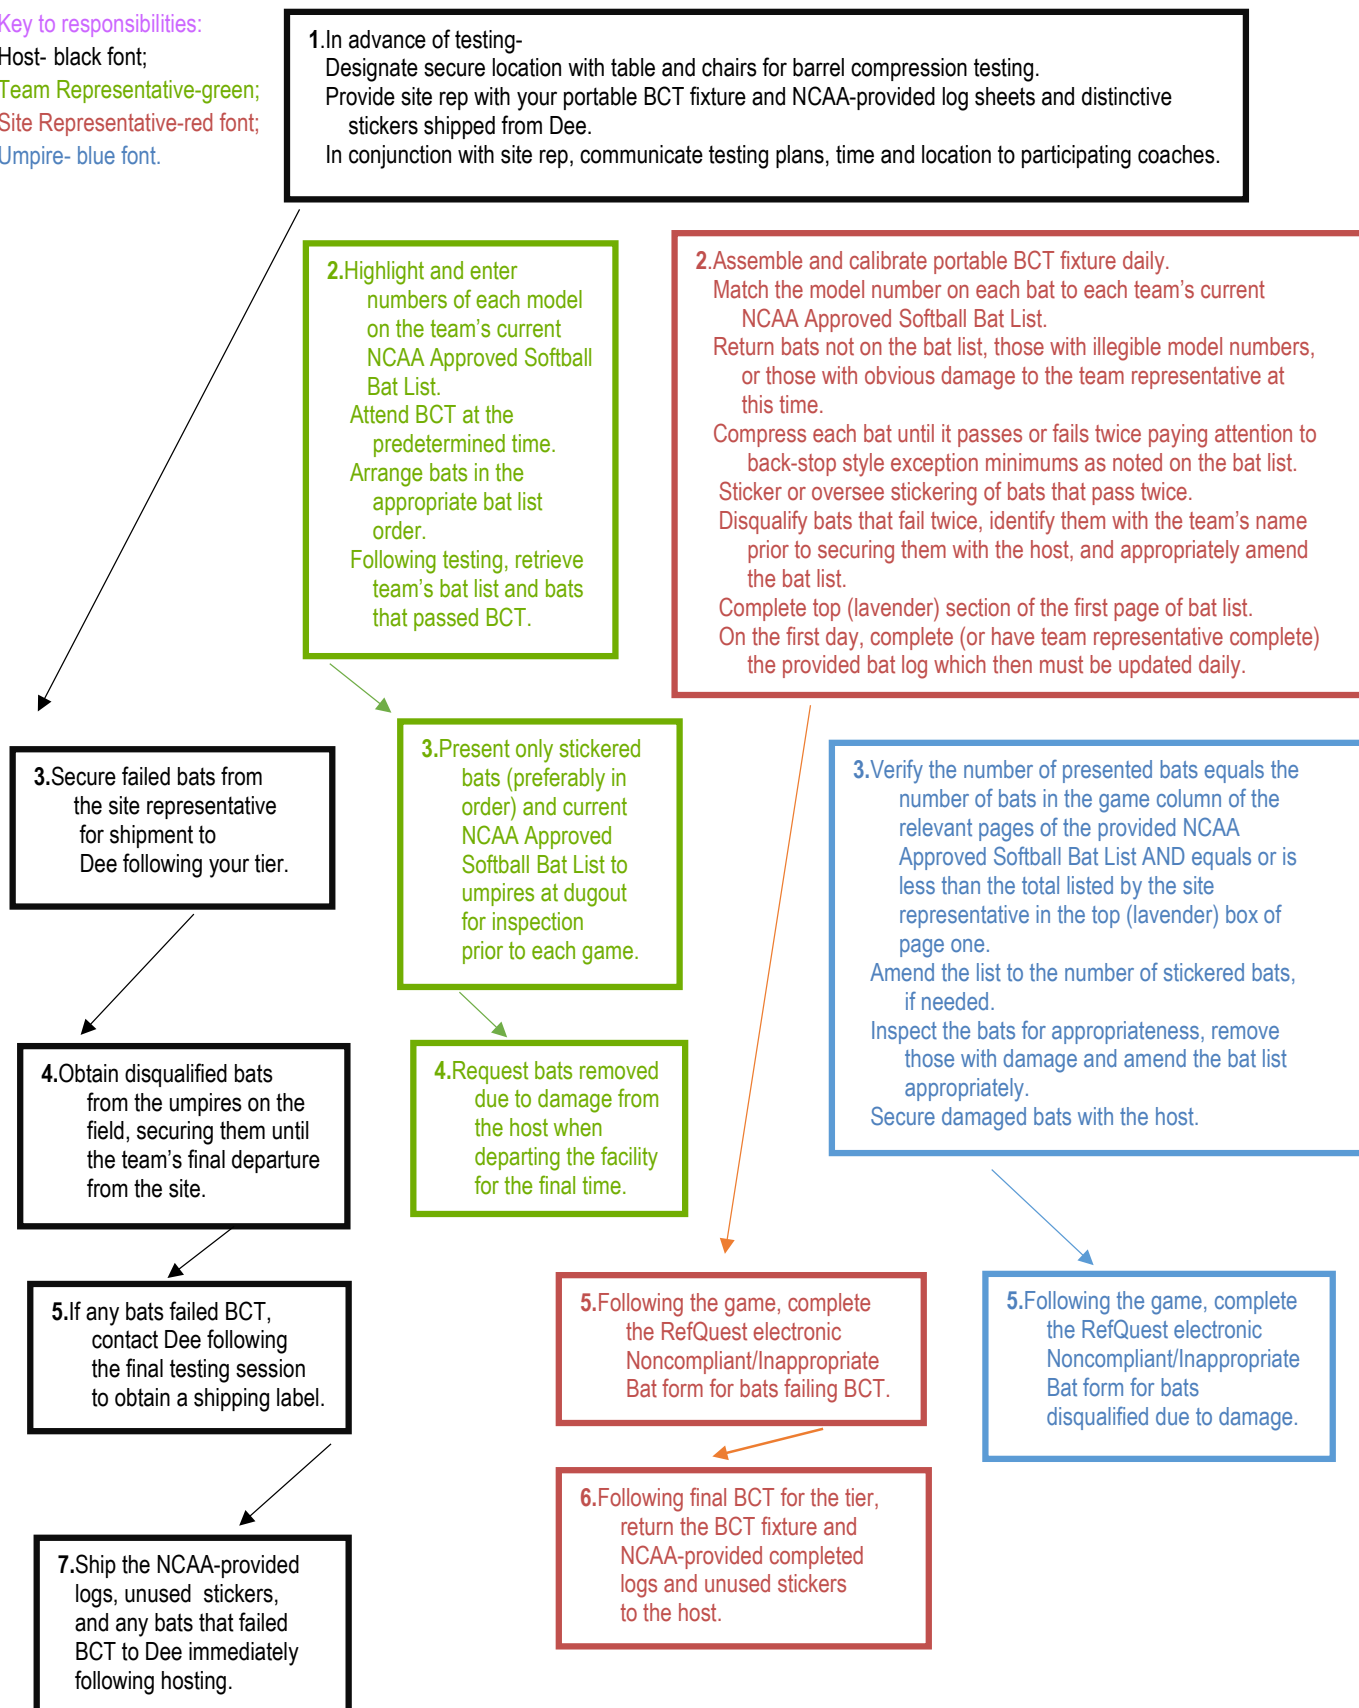 Key to responsibilities:
Host- black font;
Team Representative-green;
Site Representative-red font;
Umpire- blue font.
1.In advance of testing-
Designate secure location with table and chairs for barrel compression testing.
Provide site rep with your portable BCT fixture and NCAA-provided log sheets and distinctive
stickers shipped from Dee.
In conjunction with site rep, communicate testing plans, time and location to participating coaches.
2.Highlight and enter
numbers of each model
on the team's current
NCAA Approved Softball
Bat List.
Attend BCT at the
predetermined time.
Arrange bats in the
appropriate bat list
order.
Following testing, retrieve
team's bat list and bats
that passed BCT.
2.Assemble and calibrate portable BCT fixture daily.
Match the model number on each bat to each team's current
NCAA Approved Softball Bat List.
Return bats not on the bat list, those with illegible model numbers,
or those with obvious damage to the team representative at
this time.
Compress each bat until it passes or fails twice paying attention to
back-stop style exception minimums as noted on the bat list.
Sticker or oversee stickering of bats that pass twice.
Disqualify bats that fail twice, identify them with the team's name
prior to securing them with the host, and appropriately amend
the bat list.
Complete top (lavender) section of the first page of bat list.
On the first day, complete (or have team representative complete)
the provided bat log which then must be updated daily.
3.Secure failed bats from
the site representative
for shipment to
Dee following your tier.
3.Present only stickered
bats (preferably in
order) and current
NCAA Approved
Softball Bat List to
umpires at dugout
for inspection
prior to each game.
3.Verify the number of presented bats equals the
number of bats in the game column of the
relevant pages of the provided NCAA
Approved Softball Bat List AND equals or is
less than the total listed by the site
representative in the top (lavender) box of
page one.
Amend the list to the number of stickered bats,
if needed.
Inspect the bats for appropriateness, remove
those with damage and amend the bat list
appropriately.
Secure damaged bats with the host.
4.Obtain disqualified bats
from the umpires on the
field, securing them until
the team's final departure
from the site.
4.Request bats removed
due to damage from
the host when
departing the facility
for the final time.
5.If any bats failed BCT,
contact Dee following
the final testing session
to obtain a shipping label.
5.Following the game, complete
the RefQuest electronic
Noncompliant/Inappropriate
Bat form for bats failing BCT.
5.Following the game, complete
the RefQuest electronic
Noncompliant/Inappropriate
Bat form for bats
disqualified due to damage.
6.Following final BCT for the tier,
return the BCT fixture and
NCAA-provided completed
logs and unused stickers
to the host.
7.Ship the NCAA-provided
logs, unused  stickers,
and any bats that failed
BCT to Dee immediately
following hosting.